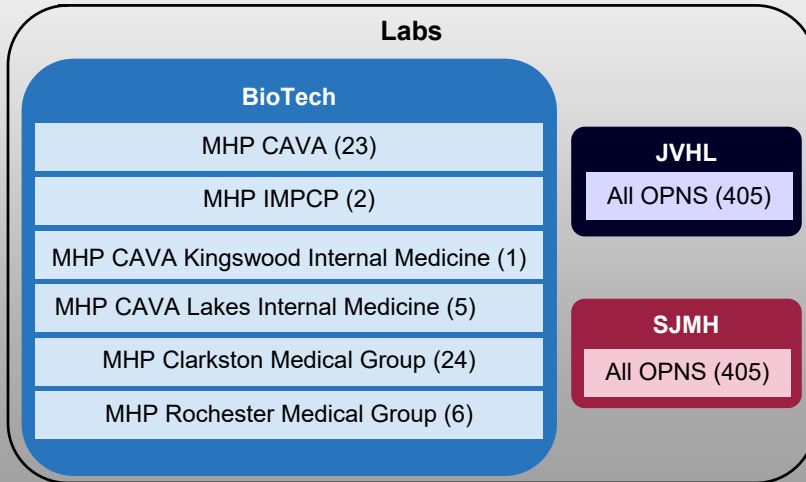 Labs
BioTech
MHP CAVA (23)
MHP IMPCP (2)
MHP CAVA Kingswood Internal Medicine (1)
MHP CAVA Lakes Internal Medicine (5)
MHP Clarkston Medical Group (24)
MHP Rochester Medical Group (6)
JVHL
All OPNS (405)
SJMH
All OPNS (405)